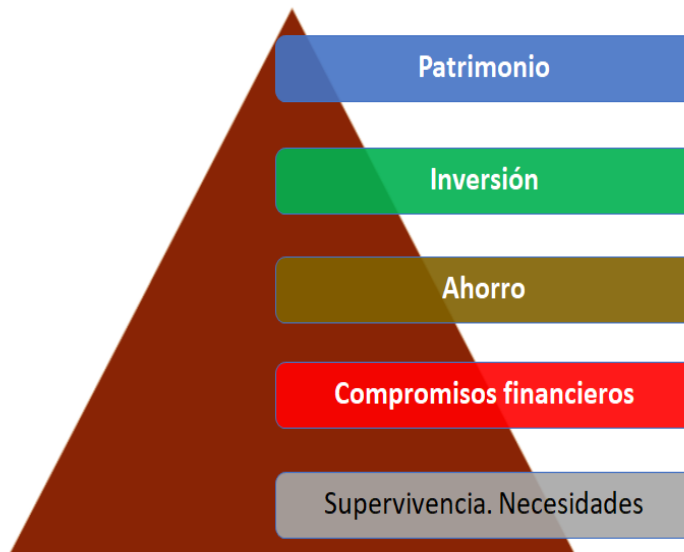 Patrimonio
Inversión
Ahorro
Compromisos financieros
Supervivencia. Necesidades